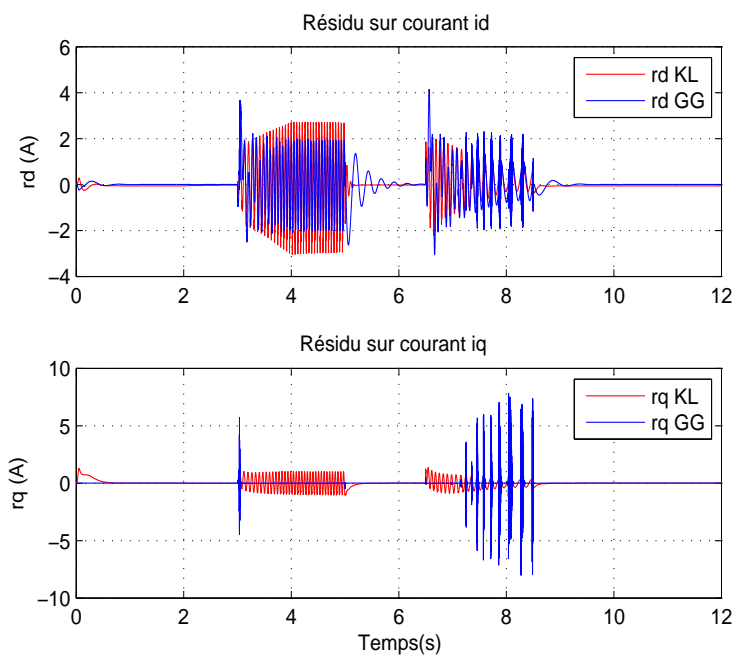 Résidu sur courant id
6
4
2
0
−2
−4
rd (A)
rd KL
rd GG
0 2 4 6 8 10 12
Résidu sur courant iq
10
5
0
−5
−10
rq (A)
rq KL
rq GG
0 2 4 6 8 10 12
Temps(s)